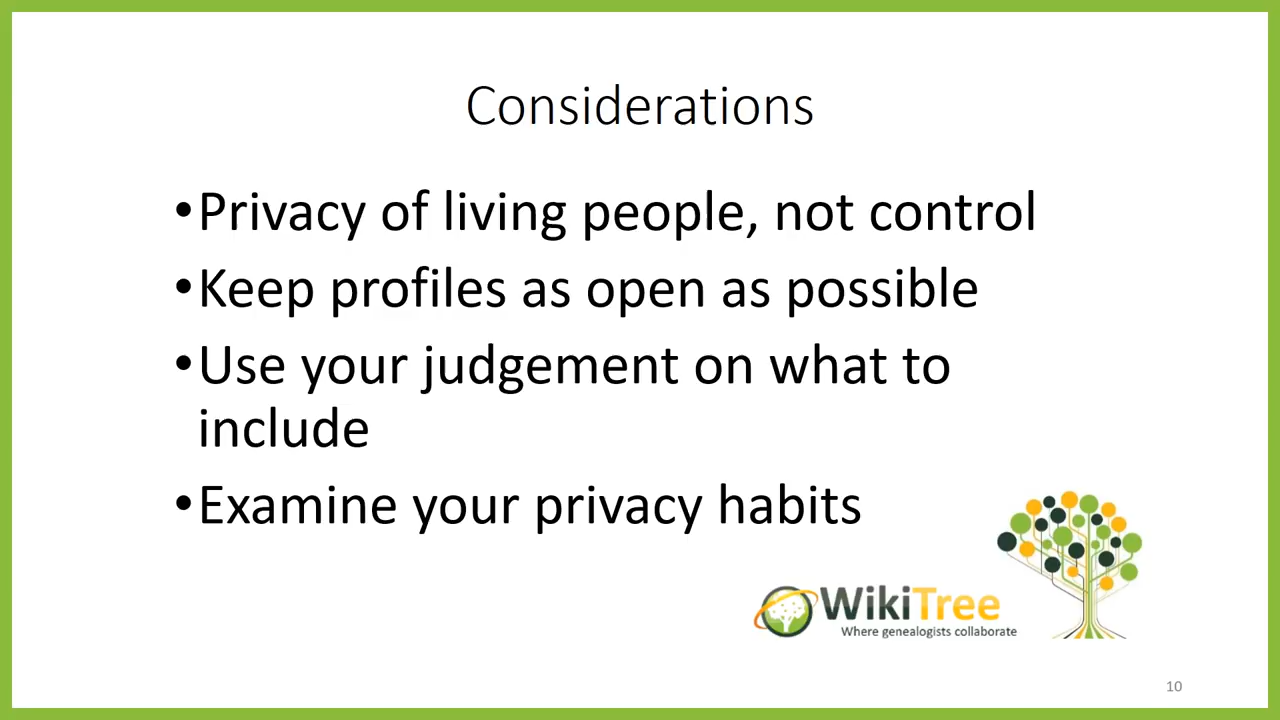 Considerations
•Privacy of living people, not control
•Keep profiles as open as possible
•Use your judgement on what to
include
•Examine your privacy habits
WikiTree
Where genealogists collaborate
10